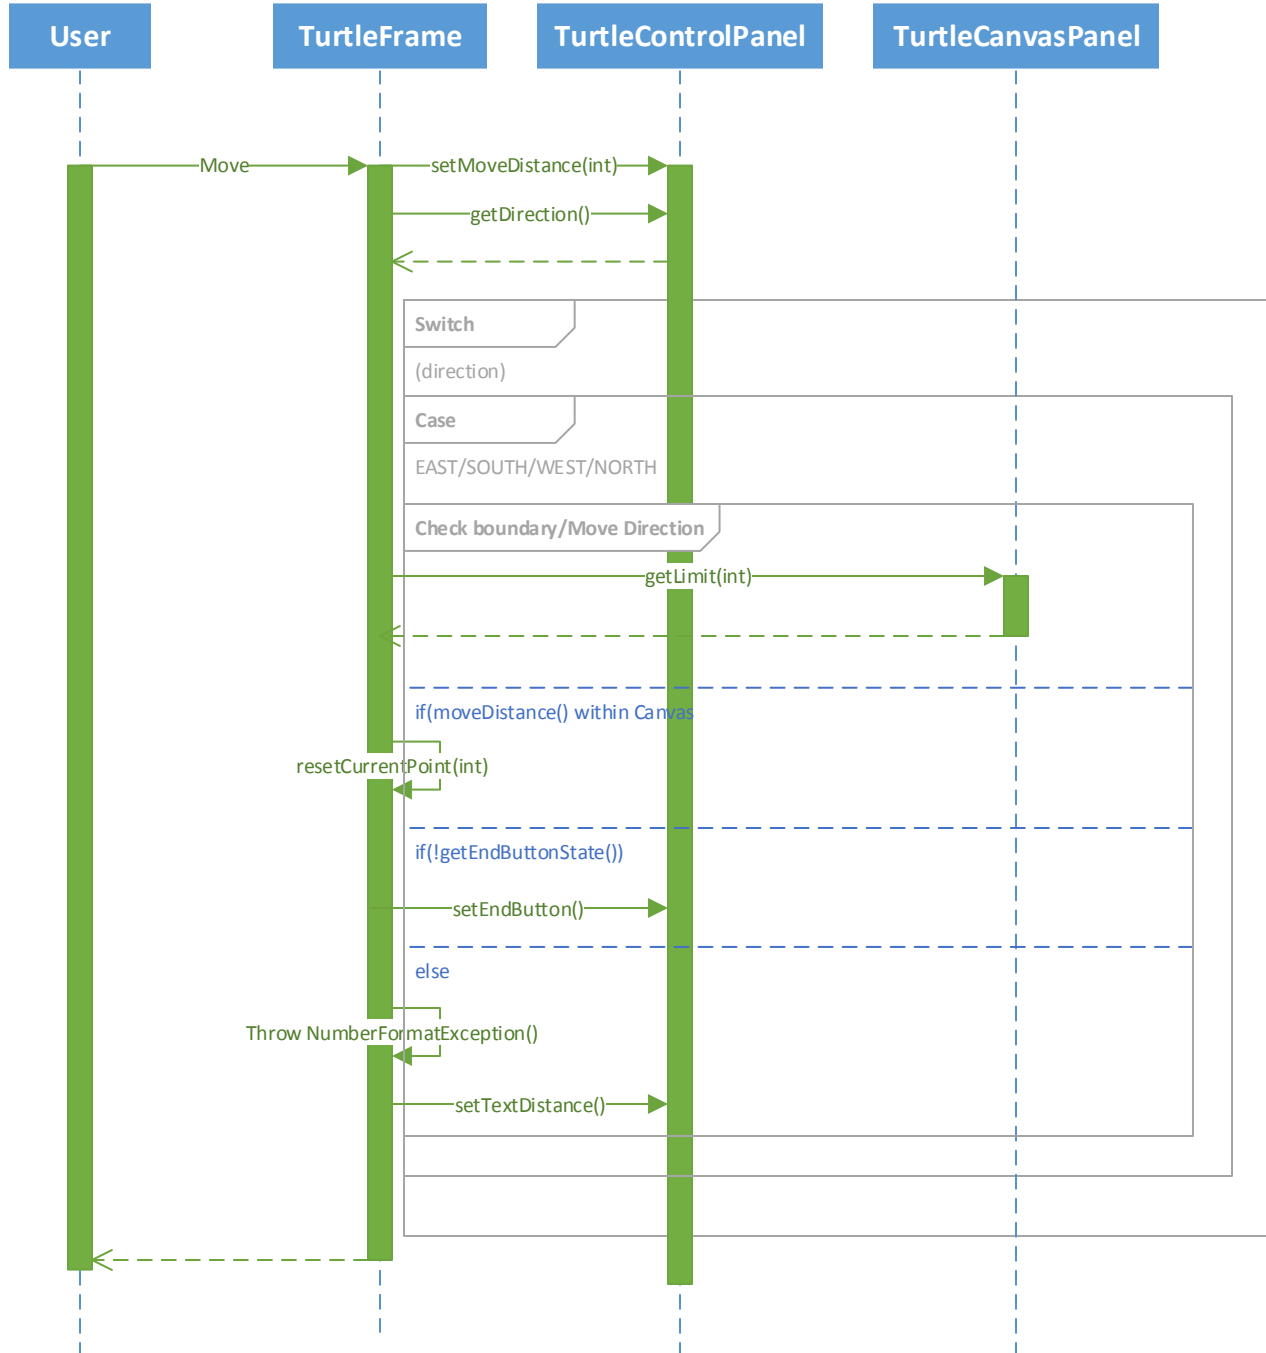 User
TurtleFrame
TurtleControlPanel
TurtleCanvasPanel
Move
setMoveDistance(int)
getDirection()
Switch
(direction)
Case
EAST/SOUTH/WEST/NORTH
Check boundary/Move Direction
getLimit(int)
if(moveDistance() within Canvas
resetCurrentPoint(int)
if(!getEndButtonState())
setEndButton()
else
Throw NumberFormatException()
setTextDistance()